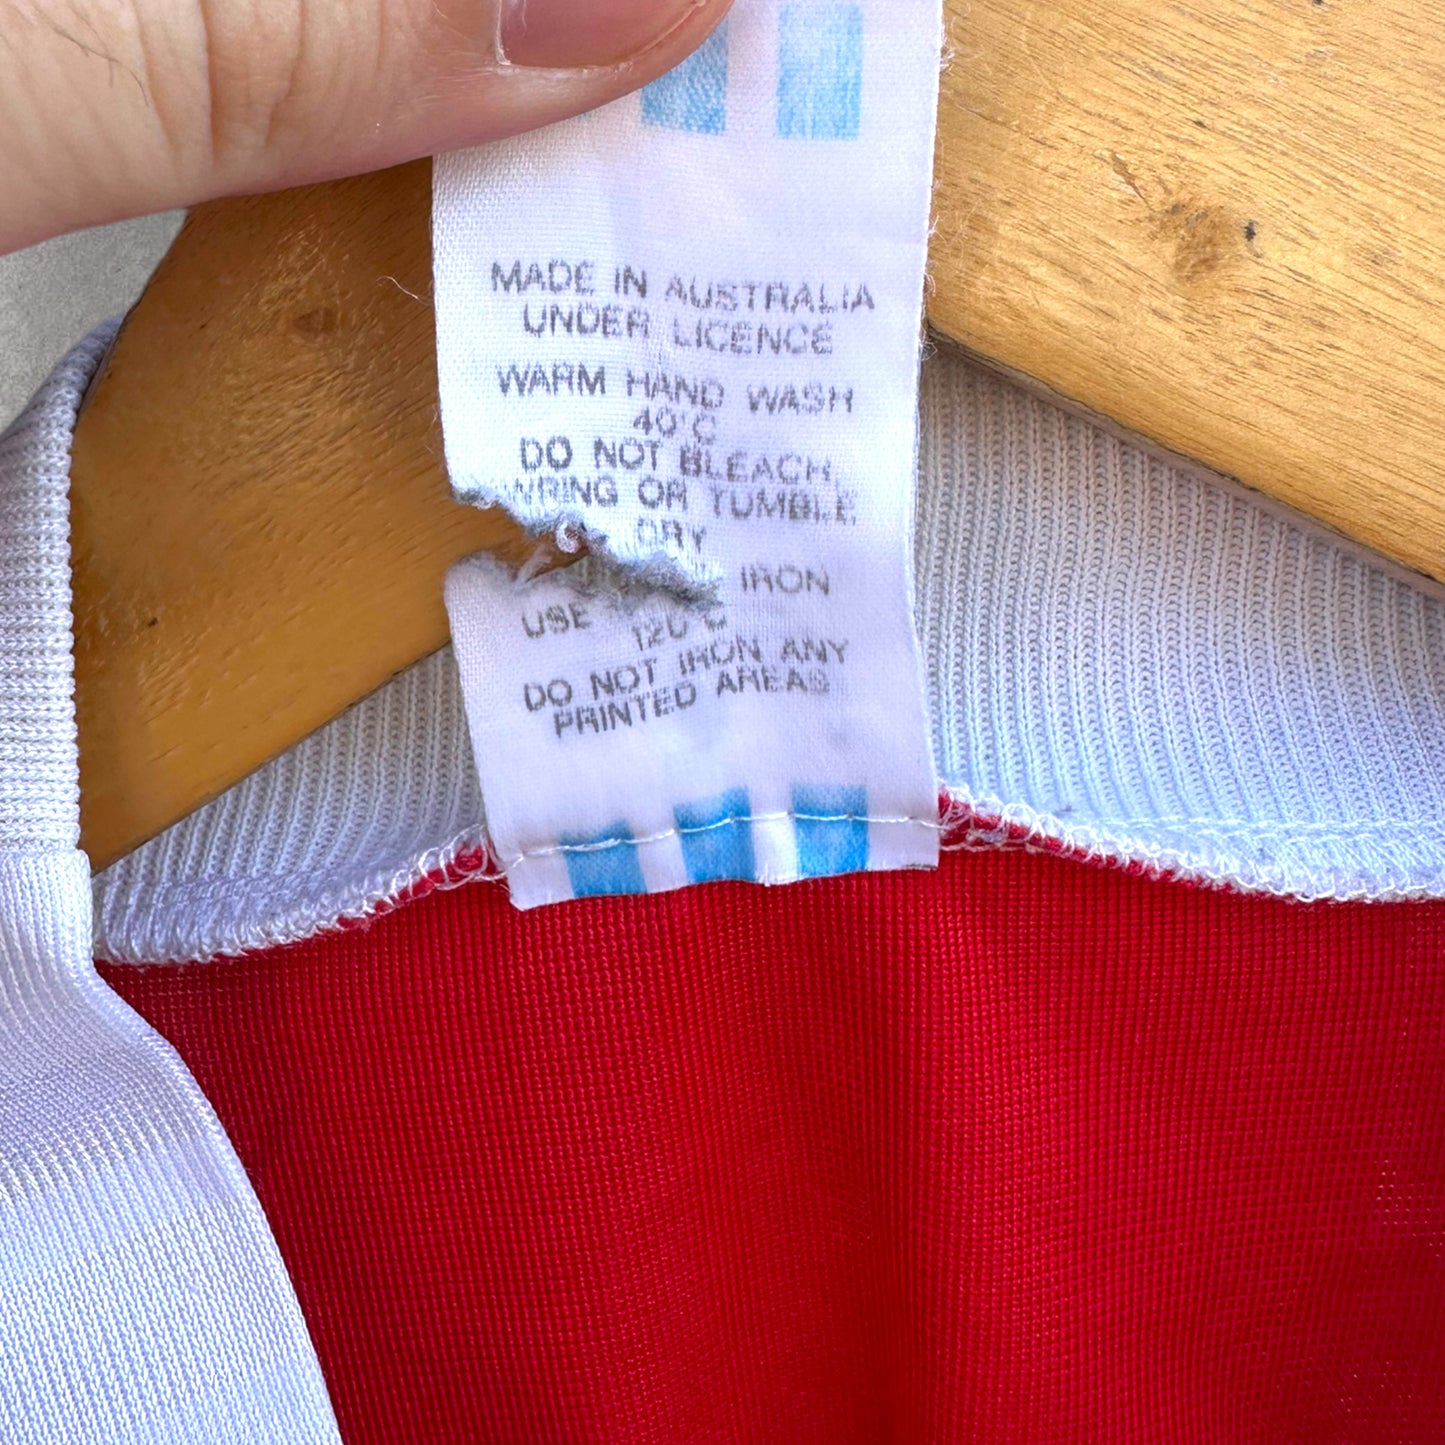 MADE IN AUSTRALIA
UNDER LICENCE
WARM HAND WASH
40°C
DO NOT BLEACH,
WRING OR TUMBLE
DRY
USE IRON
120°C
DO NOT IRON ANY
PRINTED AREAS